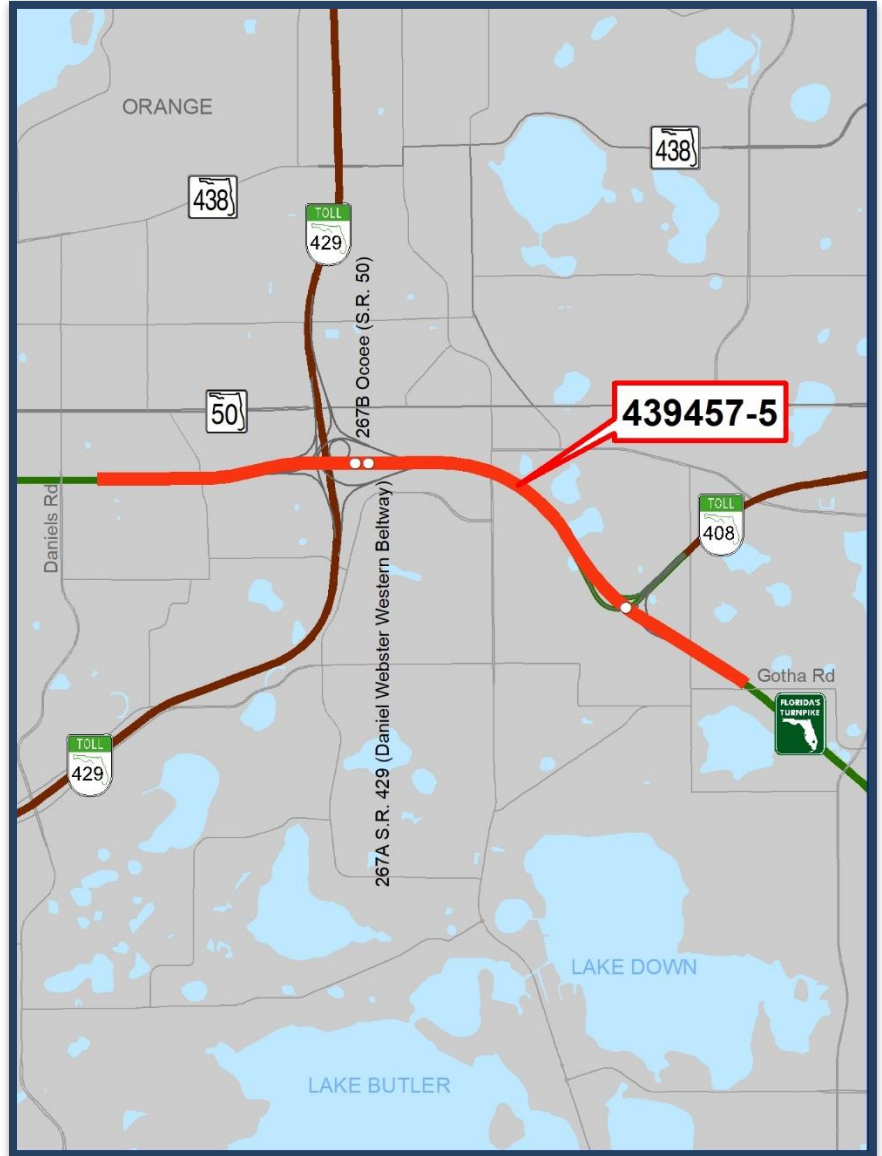 ORANGE
438
438
TOLL
429
267B Ocoee (S.R. 50)
50
439457-5
Daniels Rd
TOLL
408
267A S.R. 429 (Daniel Webster Western Beltway)
Gotha Rd
FLORIDA'S
TURNPIKE
TOLL
429
LAKE DOWN
LAKE BUTLER